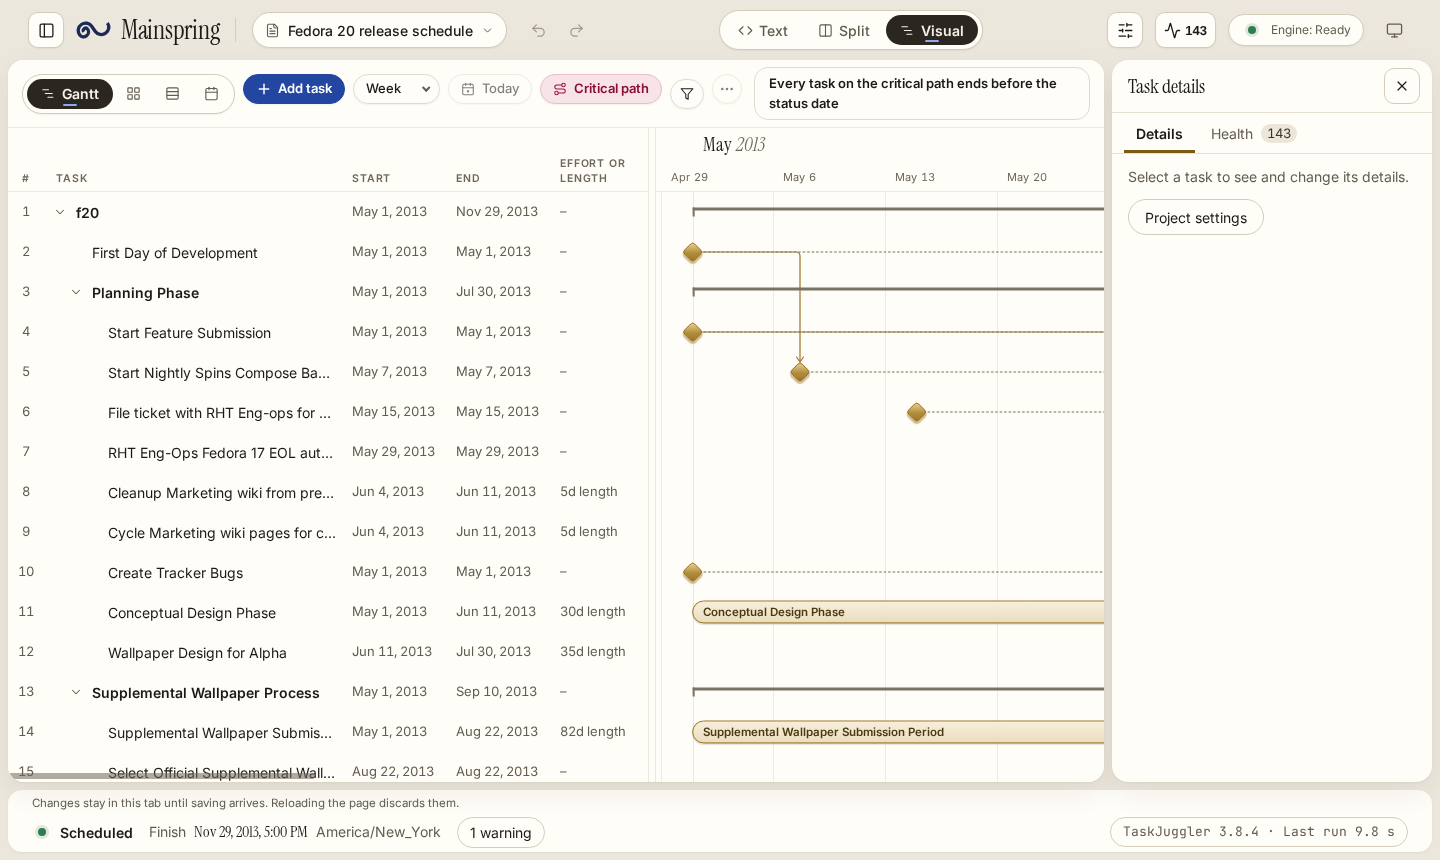 Mainspring
Fedora 20 release schedule
Text
Split
Visual
143
Engine: Ready
Gantt
Add task
Week
Today
Critical path
Every task on the critical path ends before the
status date
Task details
Details
Health 143
Select a task to see and change its details.
Project settings
May 2013
# TASK START END EFFORT OR
LENGTH
Apr 29 May 6 May 13 May 20
1 f20 May 1, 2013 Nov 29, 2013 –
2 First Day of Development May 1, 2013 May 1, 2013 –
3 Planning Phase May 1, 2013 Jul 30, 2013 –
4 Start Feature Submission May 1, 2013 May 1, 2013 –
5 Start Nightly Spins Compose Ba... May 7, 2013 May 7, 2013 –
6 File ticket with RHT Eng-ops for ... May 15, 2013 May 15, 2013 –
7 RHT Eng-Ops Fedora 17 EOL aut... May 29, 2013 May 29, 2013 –
8 Cleanup Marketing wiki from pre... Jun 4, 2013 Jun 11, 2013 5d length
9 Cycle Marketing wiki pages for c... Jun 4, 2013 Jun 11, 2013 5d length
10 Create Tracker Bugs May 1, 2013 May 1, 2013 –
11 Conceptual Design Phase May 1, 2013 Jun 11, 2013 30d length Conceptual Design Phase
12 Wallpaper Design for Alpha Jun 11, 2013 Jul 30, 2013 35d length
13 Supplemental Wallpaper Process May 1, 2013 Sep 10, 2013 –
14 Supplemental Wallpaper Submis... May 1, 2013 Aug 22, 2013 82d length Supplemental Wallpaper Submission Period
15 Select Official Supplemental Wall... Aug 22, 2013 Aug 22, 2013 –
Changes stay in this tab until saving arrives. Reloading the page discards them.
Scheduled Finish Nov 29, 2013, 5:00 PM America/New_York 1 warning
TaskJuggler 3.8.4 · Last run 9.8 s